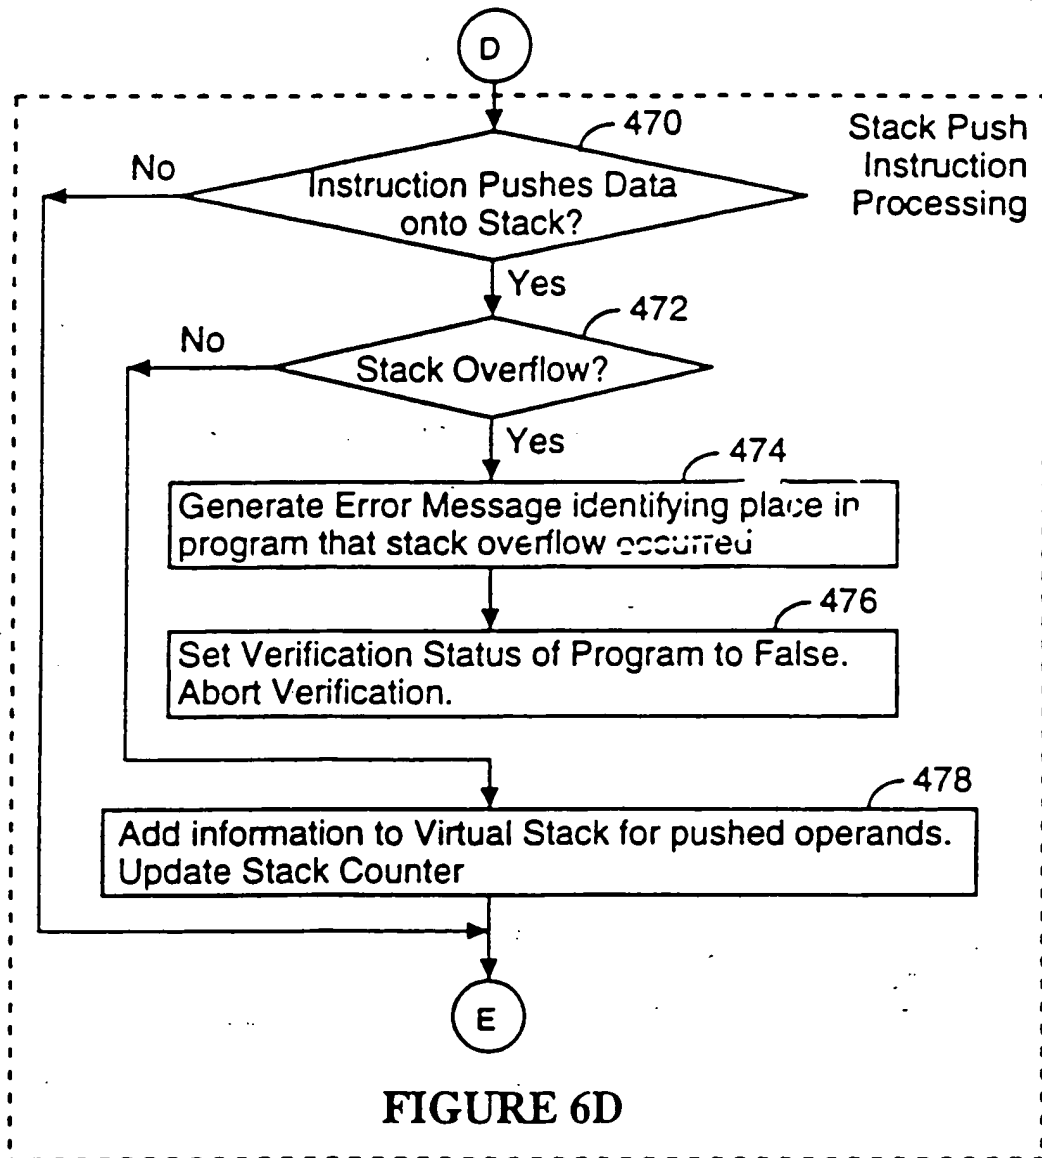 D
470
Stack Push
Instruction
Processing
No
Instruction Pushes Data
onto Stack?
Yes
472
No
Stack Overflow?
Yes
474
Generate Error Message identifying place in
program that stack overflow occurred
476
Set Verification Status of Program to False.
Abort Verification.
478
Add information to Virtual Stack for pushed operands.
Update Stack Counter
E
FIGURE 6D